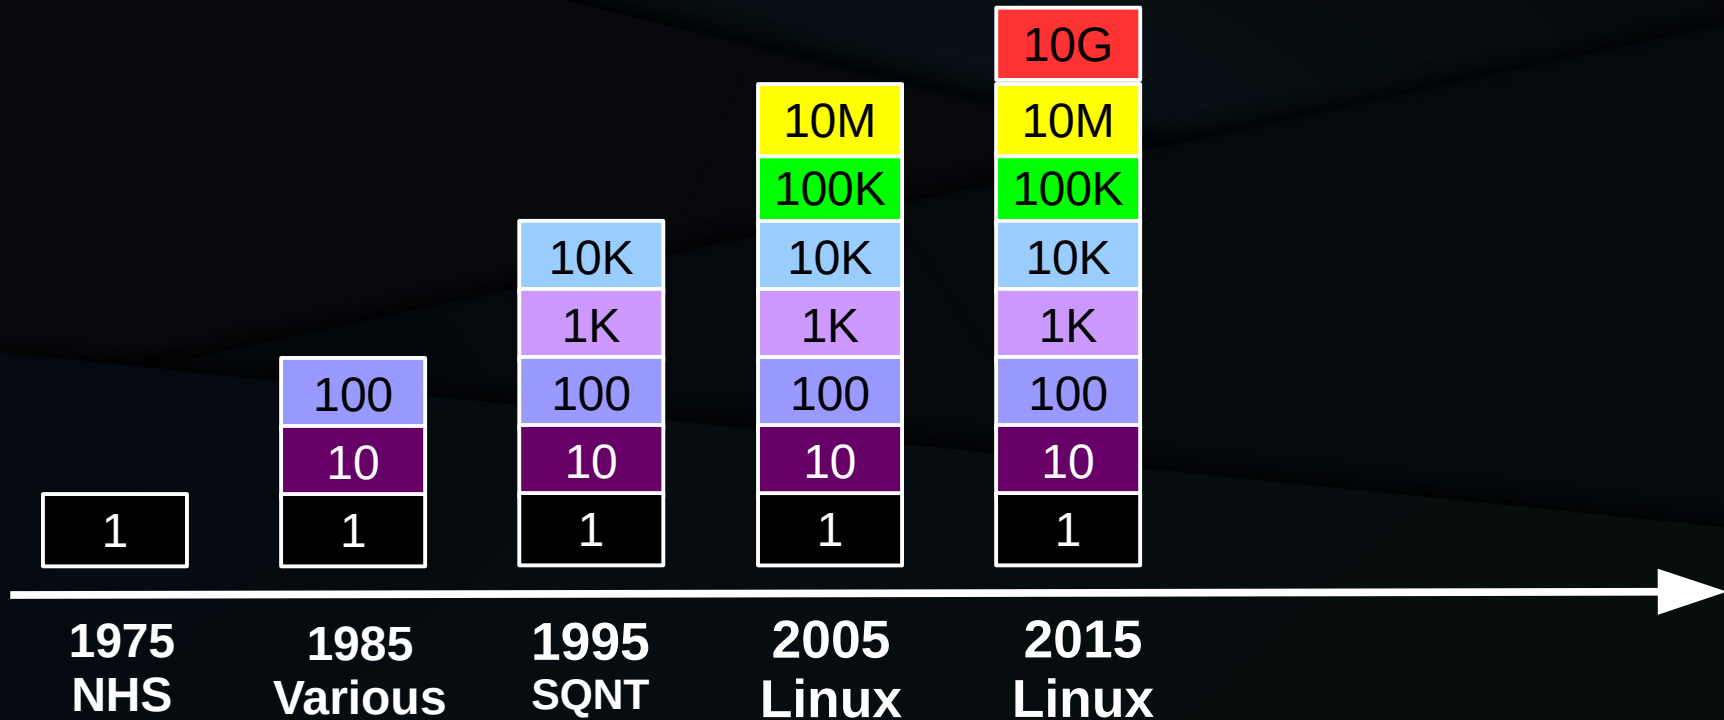 10G
10M 10M
100K 100K
10K 10K 10K
1K 1K 1K
100 100 100 100
10 10 10 10
1 1 1 1 1
1975 1985 1995 2005 2015
NHS Various SQNT Linux Linux